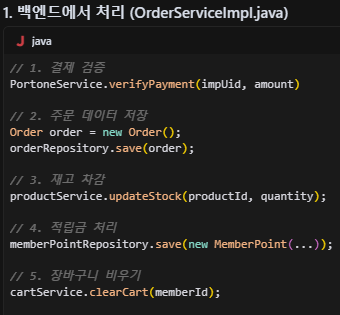 1. 백엔드에서 처리 (OrderServiceImpl.java)
J java
// 1. 결제 검증
PortoneService.verifyPayment(impUid, amount)
// 2. 주문 데이터 저장
Order order = new Order();
orderRepository.save(order);
// 3. 재고 차감
productService.updateStock(productId, quantity);
// 4. 적립금 처리
memberPointRepository.save(new MemberPoint(...));
// 5. 장바구니 비우기
cartService.clearCart(memberId);